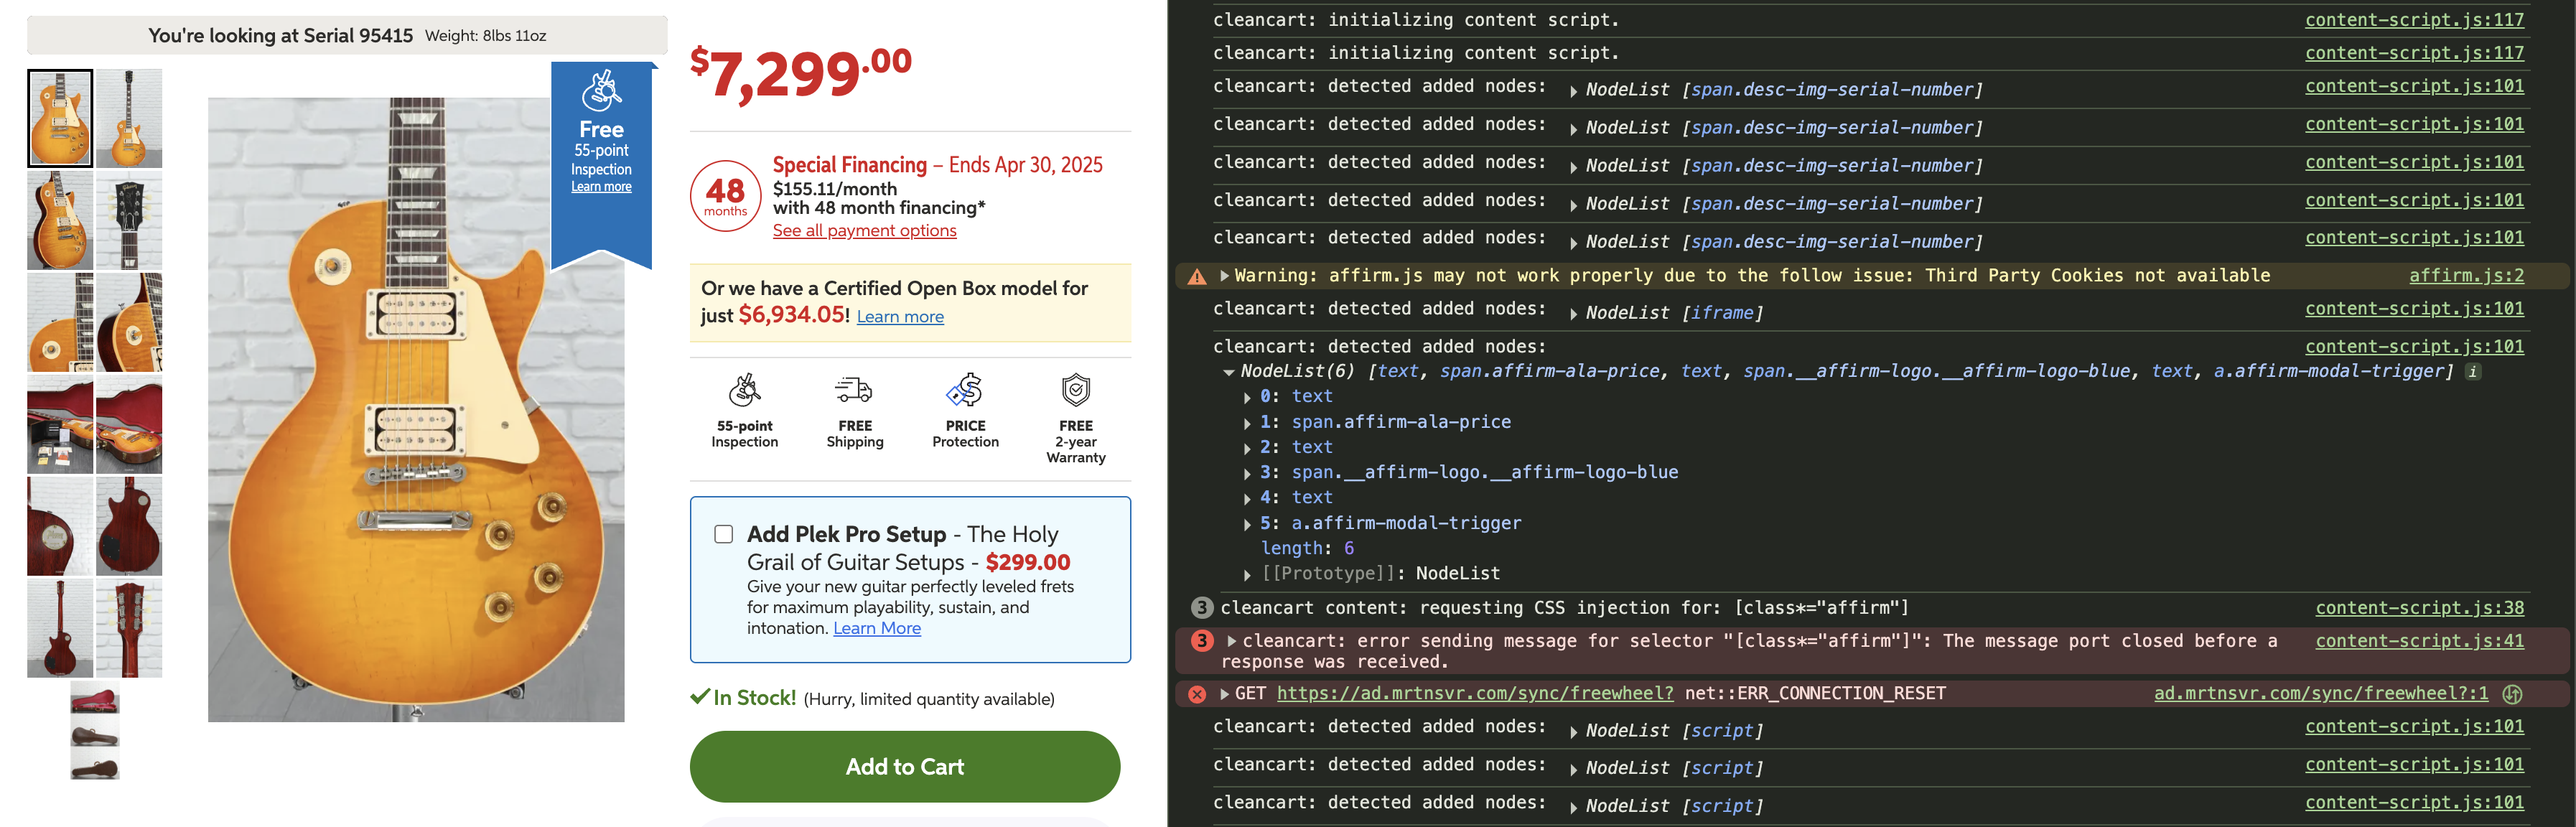 You're looking at Serial 95415 Weight: 8lbs 11oz
Free
55-point
Inspection
Learn more
$7,299.00
48
months
Special Financing – Ends Apr 30, 2025
$155.11/month
with 48 month financing*
See all payment options
Or we have a Certified Open Box model for
just $6,934.05! Learn more
55-point
Inspection
FREE
Shipping
PRICE
Protection
FREE
2-year
Warranty
Add Plek Pro Setup - The Holy
Grail of Guitar Setups - $299.00
Give your new guitar perfectly leveled frets
for maximum playability, sustain, and
intonation. Learn More
In Stock! (Hurry, limited quantity available)
Add to Cart
cleancart: initializing content script. content-script.js:117
cleancart: initializing content script. content-script.js:117
cleancart: detected added nodes: NodeList [span.desc-img-serial-number] content-script.js:101
cleancart: detected added nodes: NodeList [span.desc-img-serial-number] content-script.js:101
cleancart: detected added nodes: NodeList [span.desc-img-serial-number] content-script.js:101
cleancart: detected added nodes: NodeList [span.desc-img-serial-number] content-script.js:101
cleancart: detected added nodes: NodeList [span.desc-img-serial-number] content-script.js:101
Warning: affirm.js may not work properly due to the follow issue: Third Party Cookies not available affirm.js:2
cleancart: detected added nodes: NodeList [iframe] content-script.js:101
cleancart: detected added nodes: content-script.js:101
NodeList(6) [text, span.affirm-ala-price, text, span.__affirm-logo.__affirm-logo-blue, text, a.affirm-modal-trigger] i
0: text
1: span.affirm-ala-price
2: text
3: span.__affirm-logo.__affirm-logo-blue
4: text
5: a.affirm-modal-trigger
length: 6
[[Prototype]]: NodeList
3 cleancart content: requesting CSS injection for: [class*="affirm"] content-script.js:38
3 cleancart: error sending message for selector "[class*="affirm"]": The message port closed before a content-script.js:41
response was received.
GET https://ad.mrtnsvr.com/sync/freewheel? net::ERR_CONNECTION_RESET ad.mrtnsvr.com/sync/freewheel?:1
cleancart: detected added nodes: NodeList [script] content-script.js:101
cleancart: detected added nodes: NodeList [script] content-script.js:101
cleancart: detected added nodes: NodeList [script] content-script.js:101